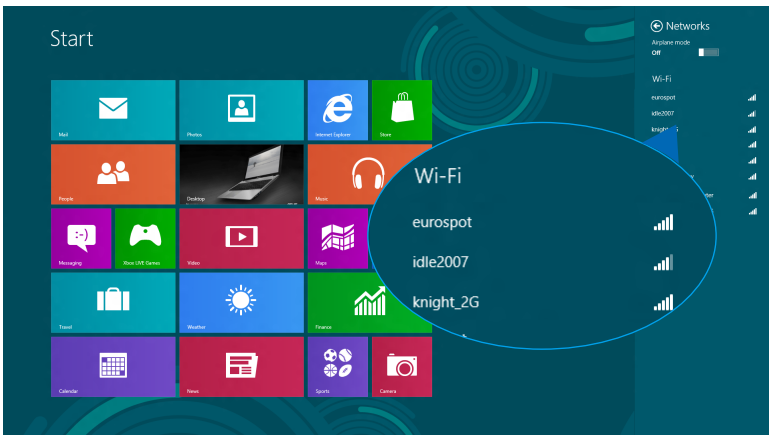 Start
Mail
Photos
Internet Explorer
Store
People
Desktop
Music
Messaging
Xbox LIVE Games
Video
Maps
Travel
Weather
Finance
Calendar
News
Sports
Camera
Networks
Airplane mode
Off
Wi-Fi
eurospot
idle2007
Wi-Fi
eurospot
idle2007
knight_2G